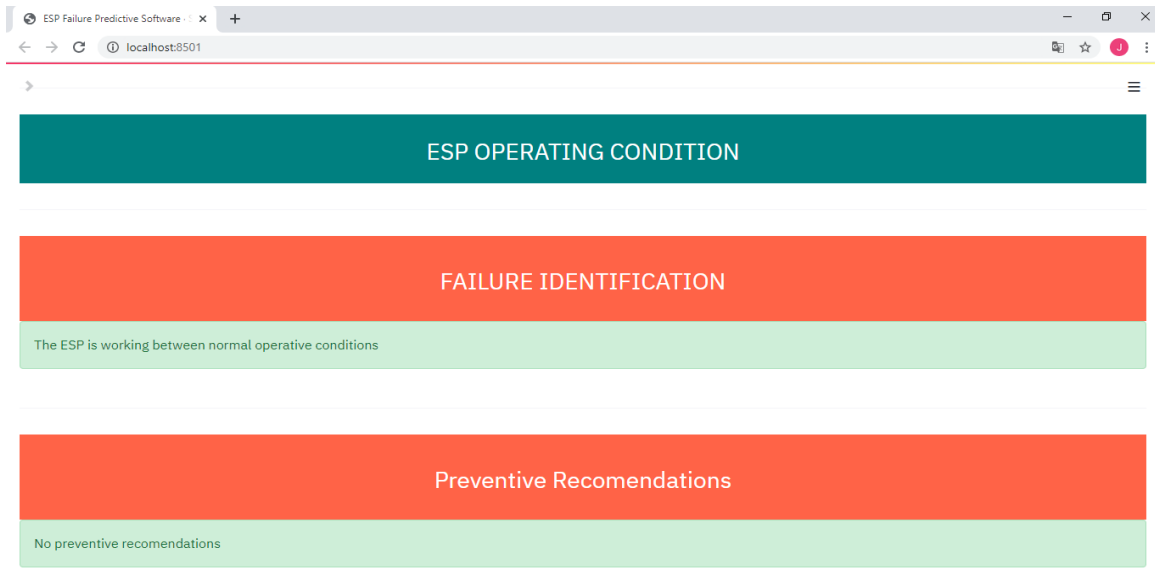 ESP Failure Predictive Software ·
localhost:8501
J
ESP OPERATING CONDITION
FAILURE IDENTIFICATION
The ESP is working between normal operative conditions
Preventive Recomendations
No preventive recomendations